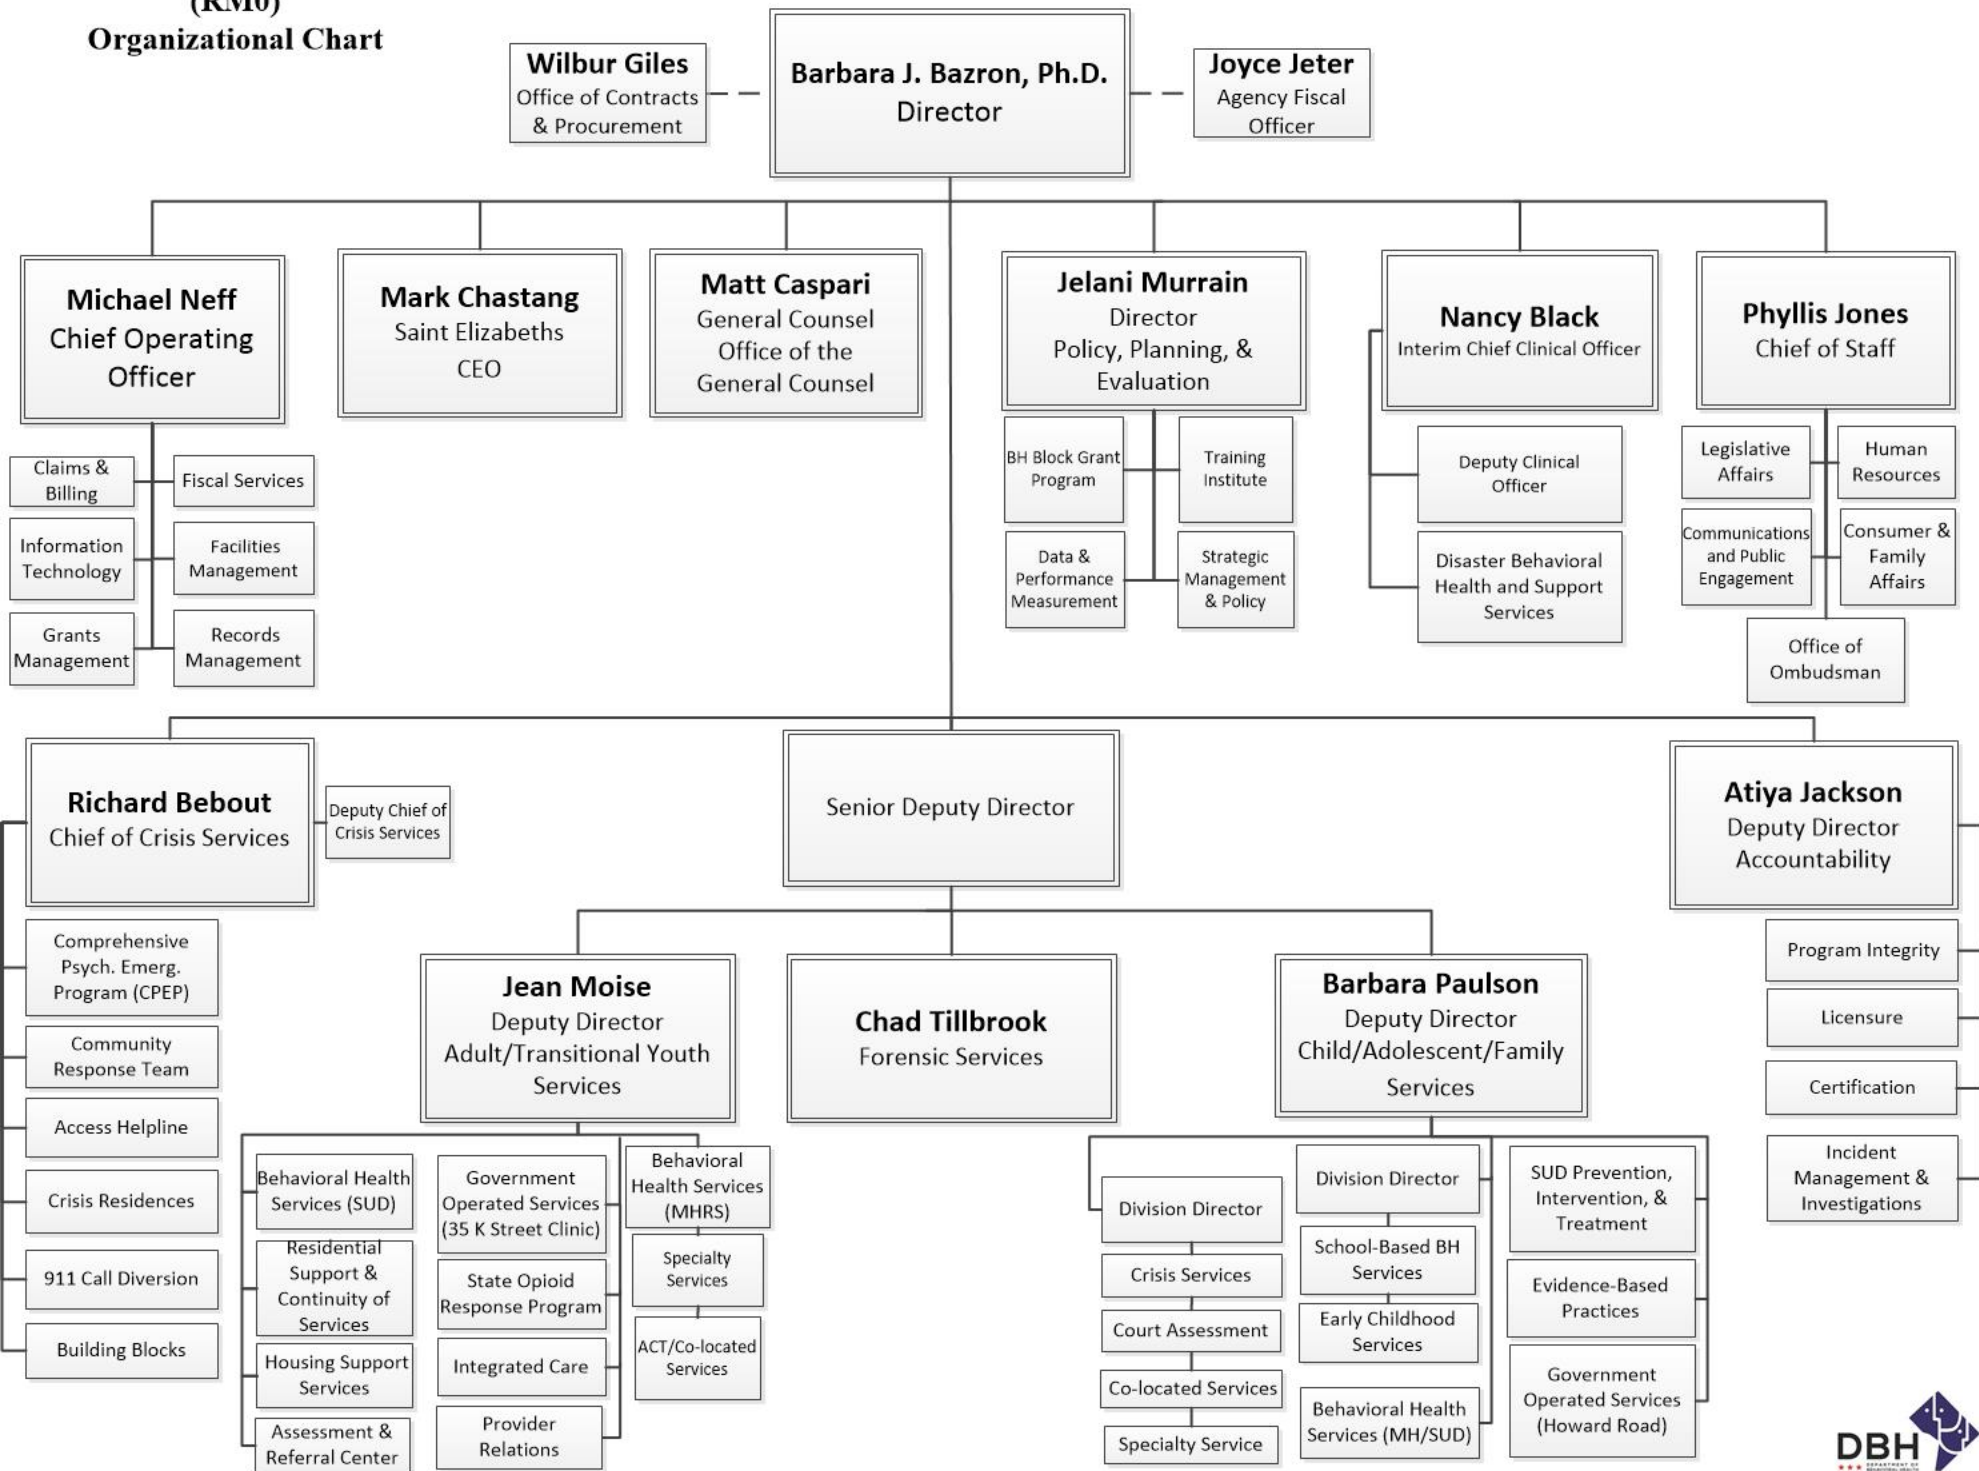 (RM0)
Organizational Chart
Wilbur Giles
Office of Contracts
& Procurement
Barbara J. Bazron, Ph.D.
Director
Joyce Jeter
Agency Fiscal
Officer
Michael Neff
Chief Operating
Officer
Mark Chastang
Saint Elizabeths
CEO
Matt Caspari
General Counsel
Office of the
General Counsel
Jelani Murrain
Director
Policy, Planning, &
Evaluation
Nancy Black
Interim Chief Clinical Officer
Phyllis Jones
Chief of Staff
Claims &
Billing
Fiscal Services
Information
Technology
Facilities
Management
Grants
Management
Records
Management
BH Block Grant
Program
Training
Institute
Data &
Performance
Measurement
Strategic
Management
& Policy
Deputy Clinical
Officer
Disaster Behavioral
Health and Support
Services
Legislative
Affairs
Human
Resources
Communications
and Public
Engagement
Consumer &
Family
Affairs
Office of
Ombudsman
Richard Bebout
Chief of Crisis Services
Deputy Chief of
Crisis Services
Senior Deputy Director
Atiya Jackson
Deputy Director
Accountability
Comprehensive
Psych. Emerg.
Program (CPEP)
Community
Response Team
Access Helpline
Crisis Residences
911 Call Diversion
Building Blocks
Jean Moise
Deputy Director
Adult/Transitional Youth
Services
Chad Tillbrook
Forensic Services
Barbara Paulson
Deputy Director
Child/Adolescent/Family
Services
Program Integrity
Licensure
Certification
Incident
Management &
Investigations
Behavioral Health
Services (SUD)
Residential
Support &
Continuity of
Services
Housing Support
Services
Assessment &
Referral Center
Government
Operated Services
(35 K Street Clinic)
State Opioid
Response Program
Integrated Care
Provider
Relations
Behavioral
Health Services
(MHRS)
Specialty
Services
ACT/Co-located
Services
Division Director
Crisis Services
Court Assessment
Co-located Services
Specialty Service
Division Director
School-Based BH
Services
Early Childhood
Services
Behavioral Health
Services (MH/SUD)
SUD Prevention,
Intervention, &
Treatment
Evidence-Based
Practices
Government
Operated Services
(Howard Road)
DBH
DEPARTMENT OF
BEHAVIORAL HEALTH